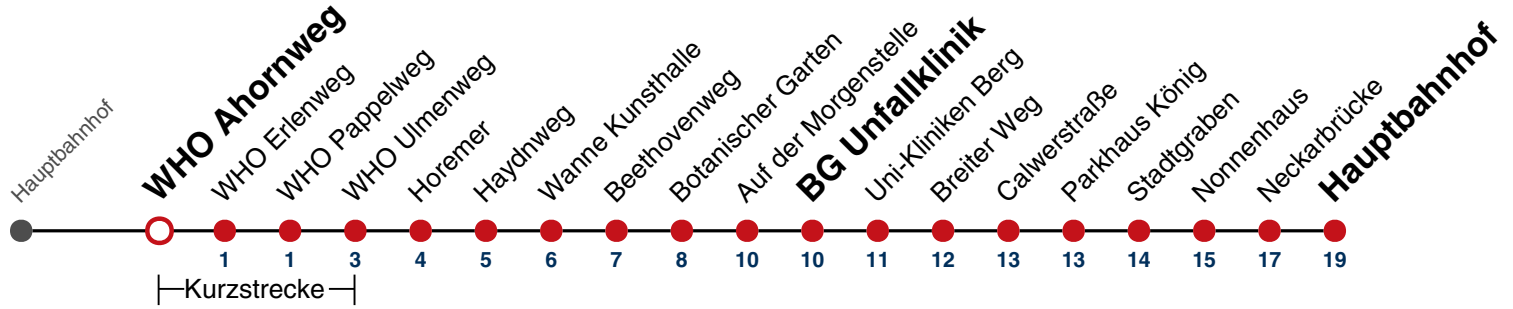 Hauptbahnhof
WHO Ahornweg
WHO Erlenweg
WHO Pappelweg
WHO Ulmenweg
Horemer
Haydnweg
Wanne Kunsthalle
Beethovenweg
Botanischer Garten
Auf der Morgenstelle
BG Unfallklinik
Uni-Kliniken Berg
Breiter Weg
Calwerstraße
Parkhaus König
Stadtgraben
Nonnenhaus
Neckarbrücke
Hauptbahnhof
1 1 3 4 5 6 7 8 10 10 11 12 13 13 14 15 17 19
Kurzstrecke